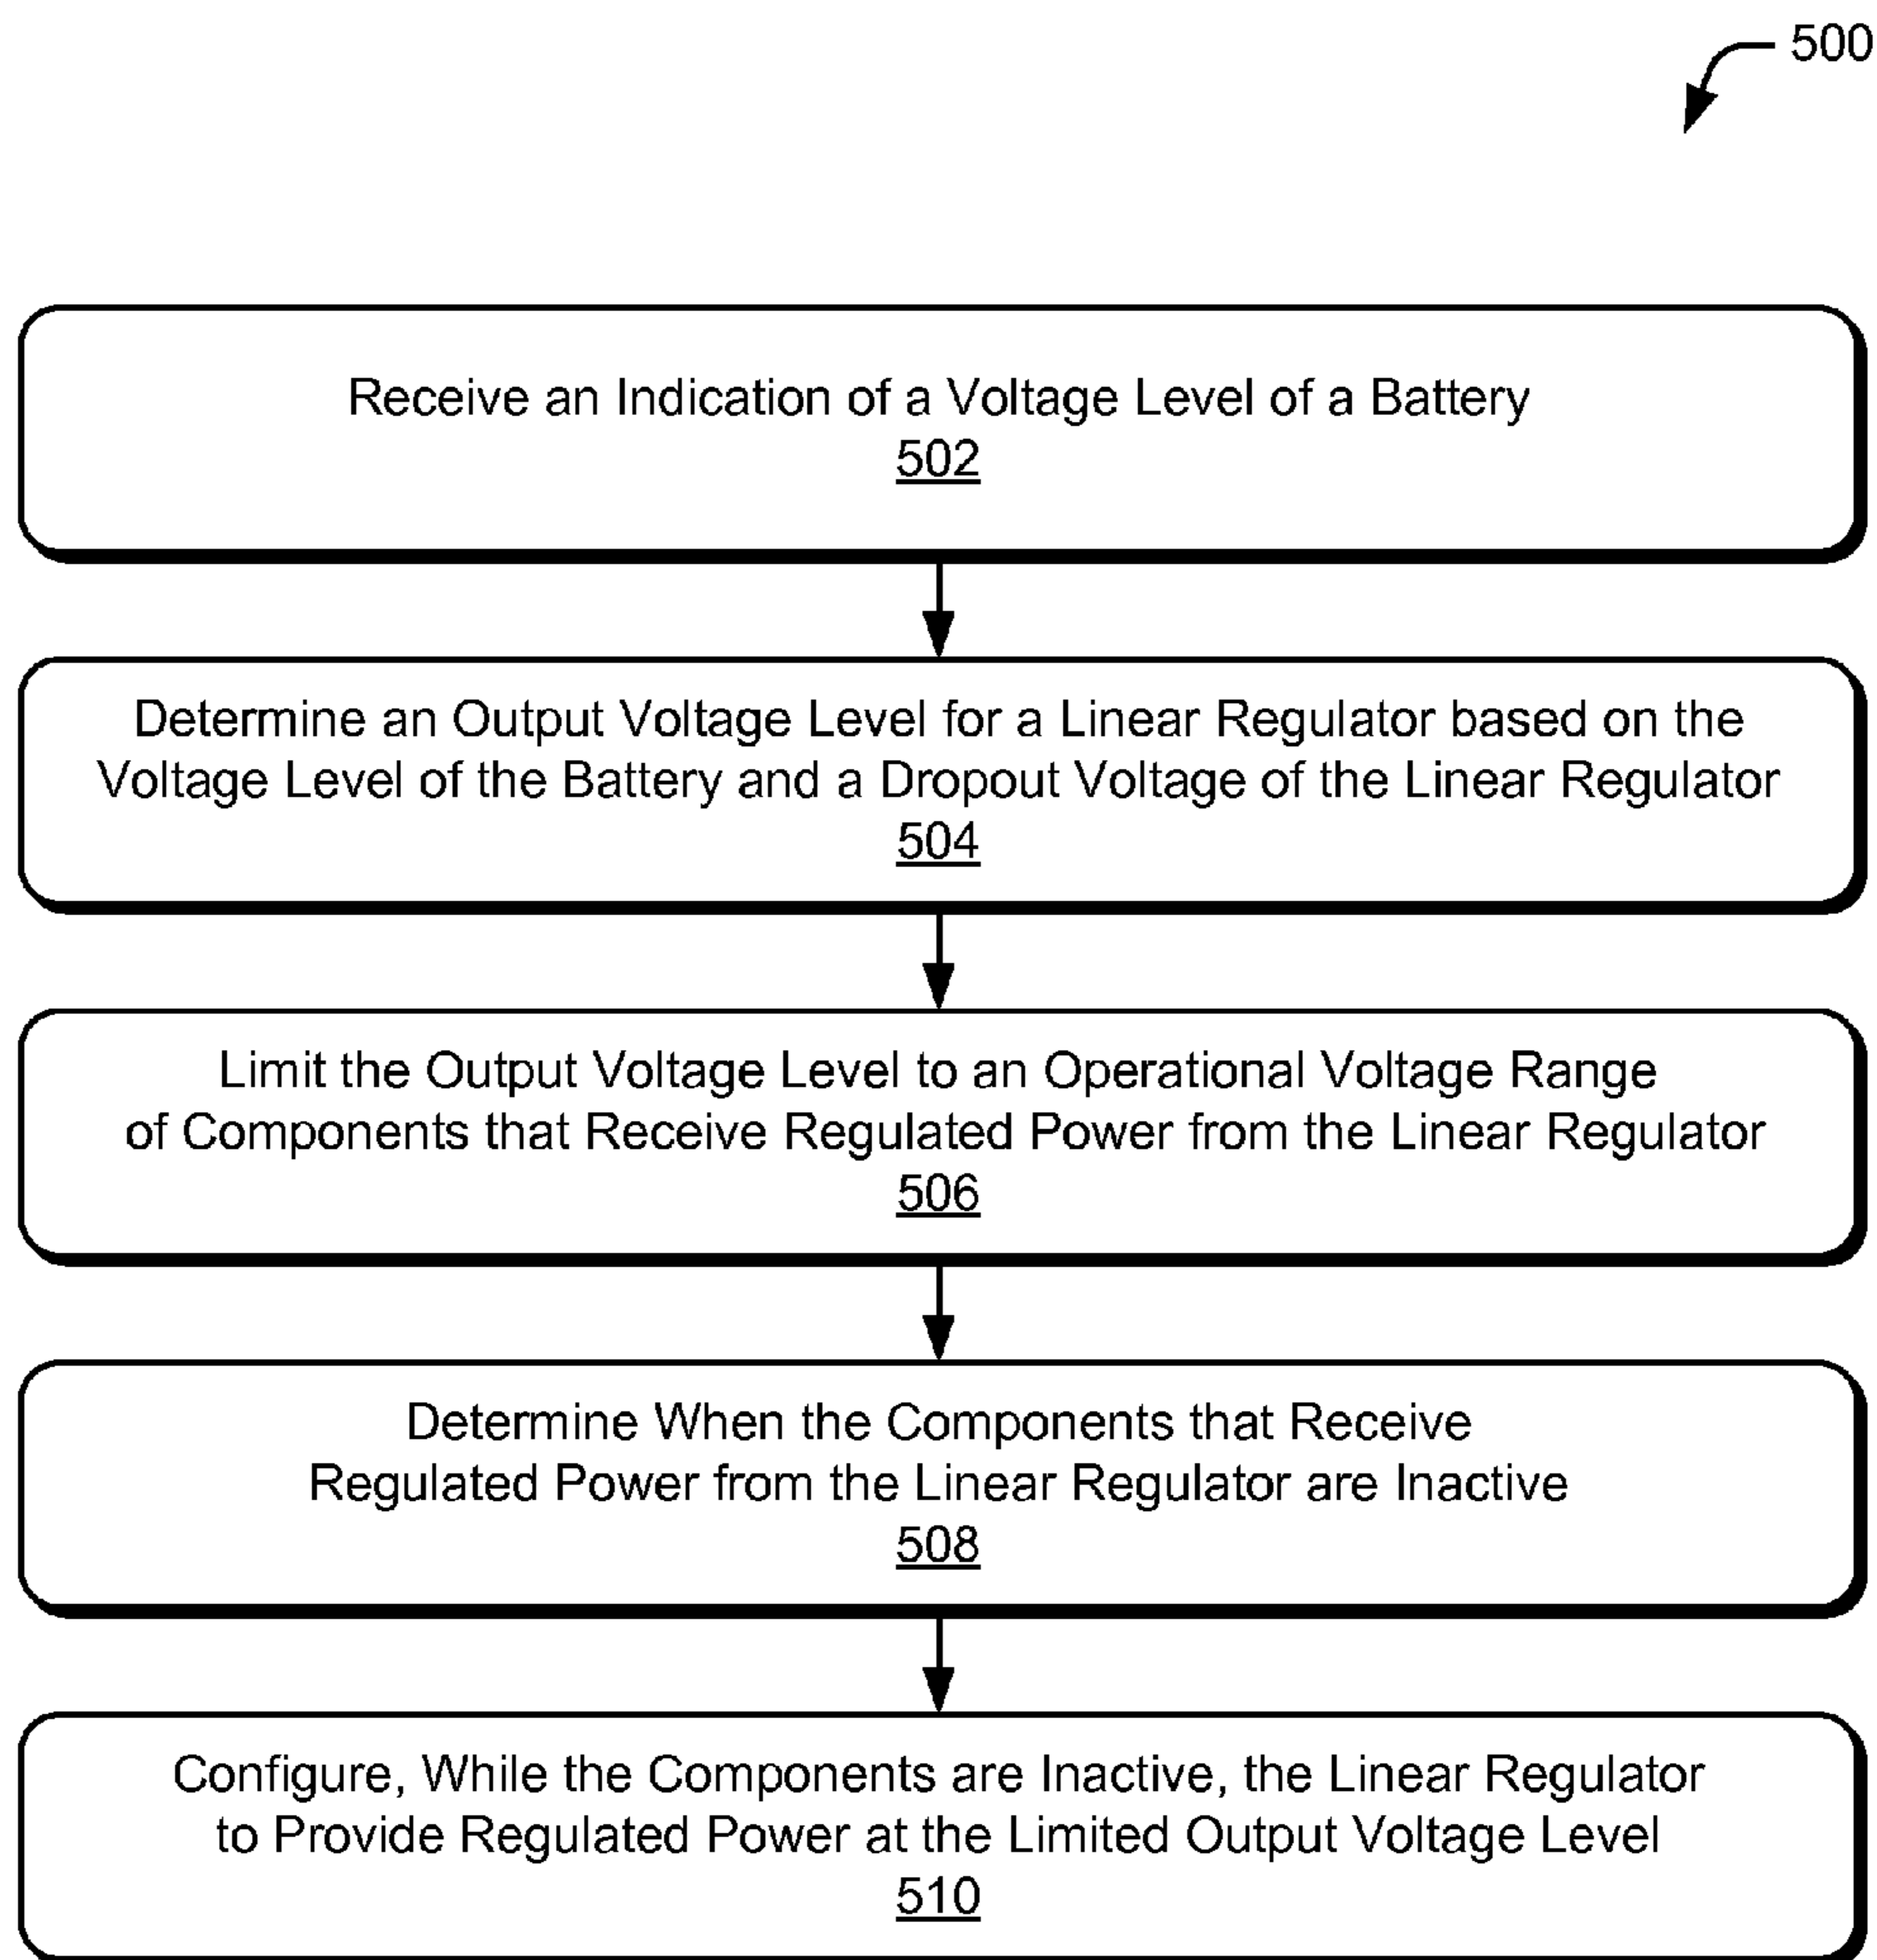 500
Receive an Indication of a Voltage Level of a Battery
502
Determine an Output Voltage Level for a Linear Regulator based on the
Voltage Level of the Battery and a Dropout Voltage of the Linear Regulator
504
Limit the Output Voltage Level to an Operational Voltage Range
of Components that Receive Regulated Power from the Linear Regulator
506
Determine When the Components that Receive
Regulated Power from the Linear Regulator are Inactive
508
Configure, While the Components are Inactive, the Linear Regulator
to Provide Regulated Power at the Limited Output Voltage Level
510